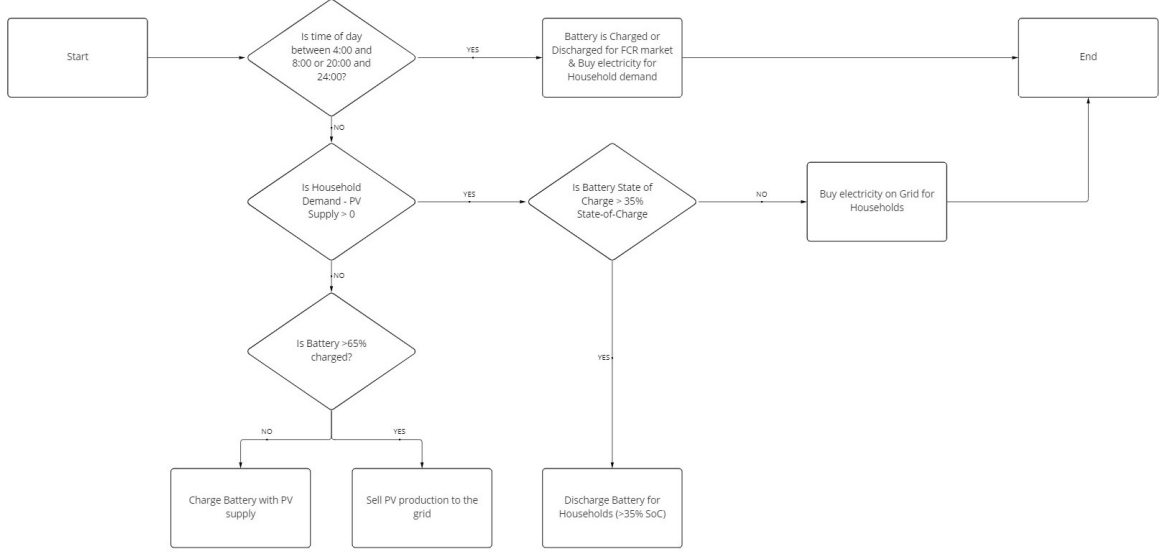 Start
Is time of day
between 4:00 and
8:00 or 20:00 and
24:00?
YES
Battery is Charged or
Discharged for FCR market
& Buy electricity for
Household demand
End
NO
Is Household
Demand - PV
Supply > 0
YES
Is Battery State of
Charge > 35%
State-of-Charge
NO
Buy electricity on Grid for
Households
NO
Is Battery >65%
charged?
YES
NO
YES
Charge Battery with PV
supply
Sell PV production to the
grid
Discharge Battery for
Households (>35% SoC)